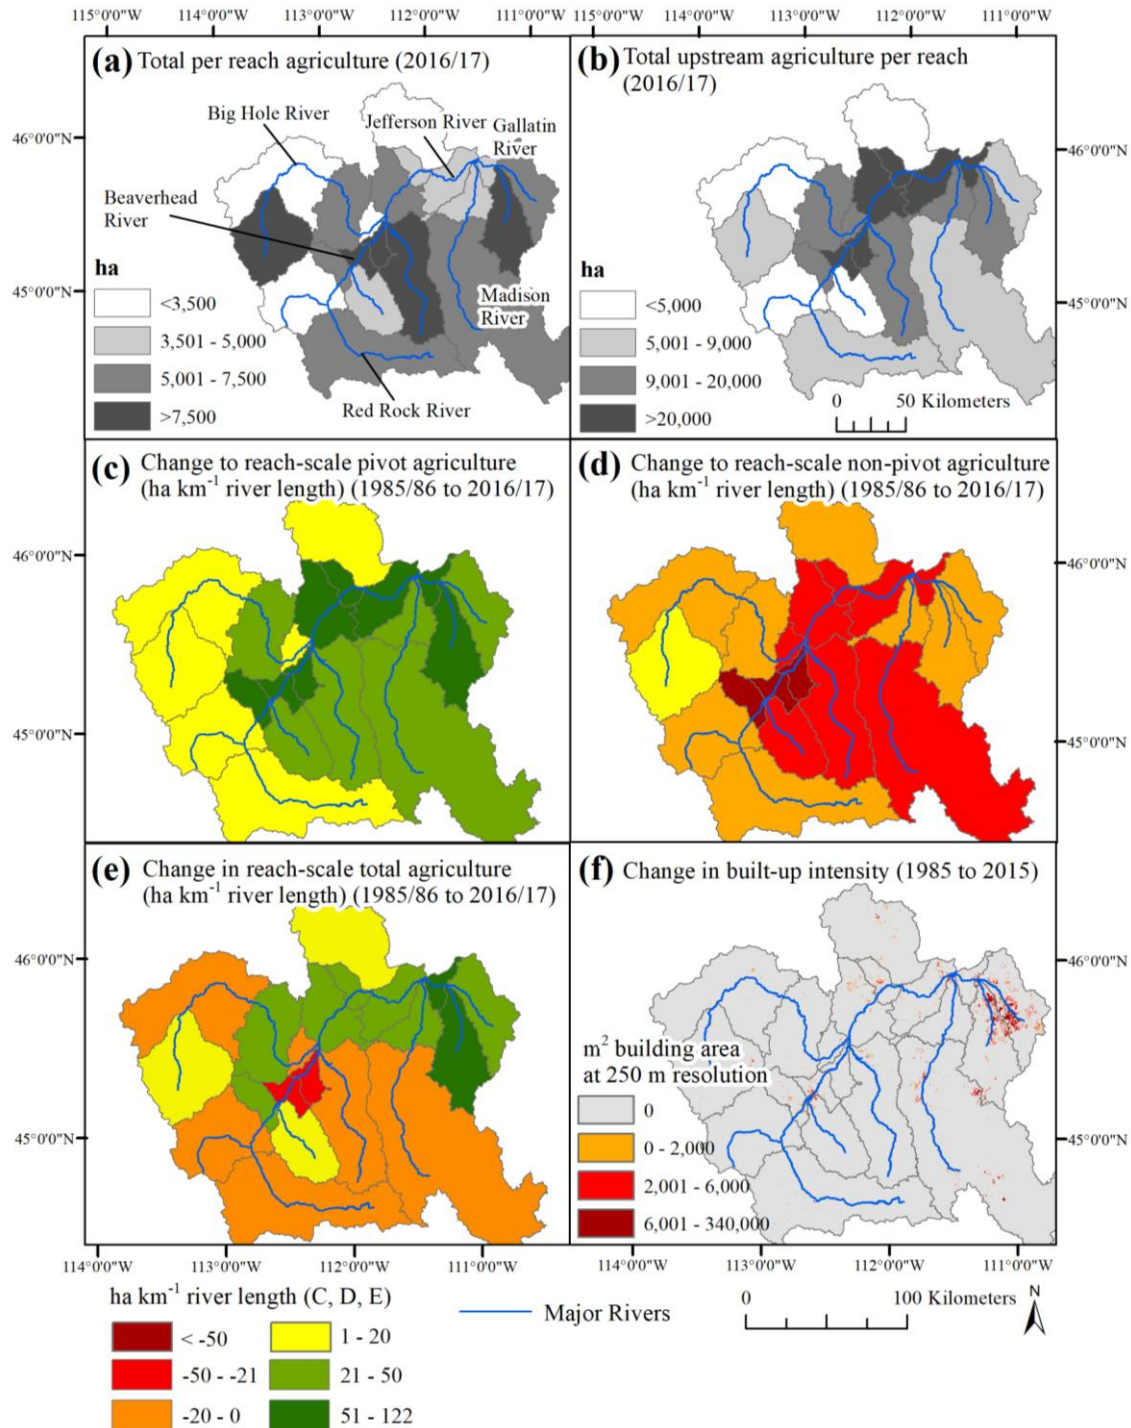 115°0'0"W 114°0'0"W 113°0'0"W 112°0'0"W 111°0'0"W
115°0'0"W 114°0'0"W 113°0'0"W 112°0'0"W 111°0'0"W
(a) Total per reach agriculture (2016/17)
Big Hole River
Jefferson River
Gallatin
River
Beaverhead
River
Madison
River
Red Rock River
46°0'0"N
45°0'0"N
ha
<3,500
3,501 - 5,000
5,001 - 7,500
>7,500
(b) Total upstream agriculture per reach
(2016/17)
46°0'0"N
45°0'0"N
ha
<5,000
5,001 - 9,000
9,001 - 20,000
>20,000
0 50 Kilometers
(c) Change to reach-scale pivot agriculture
(ha km-1 river length) (1985/86 to 2016/17)
46°0'0"N
45°0'0"N
(d) Change to reach-scale non-pivot agriculture
(ha km-1 river length) (1985/86 to 2016/17)
46°0'0"N
45°0'0"N
(e) Change in reach-scale total agriculture
(ha km-1 river length) (1985/86 to 2016/17)
46°0'0"N
45°0'0"N
(f) Change in built-up intensity (1985 to 2015)
46°0'0"N
45°0'0"N
m2 building area
at 250 m resolution
0
0 - 2,000
2,001 - 6,000
6,001 - 340,000
114°0'0"W 113°0'0"W 112°0'0"W 111°0'0"W
114°0'0"W 113°0'0"W 112°0'0"W 111°0'0"W
ha km-1 river length (C, D, E)
< -50
-50 - -21
-20 - 0
1 - 20
21 - 50
51 - 122
Major Rivers
0 100 Kilometers
N